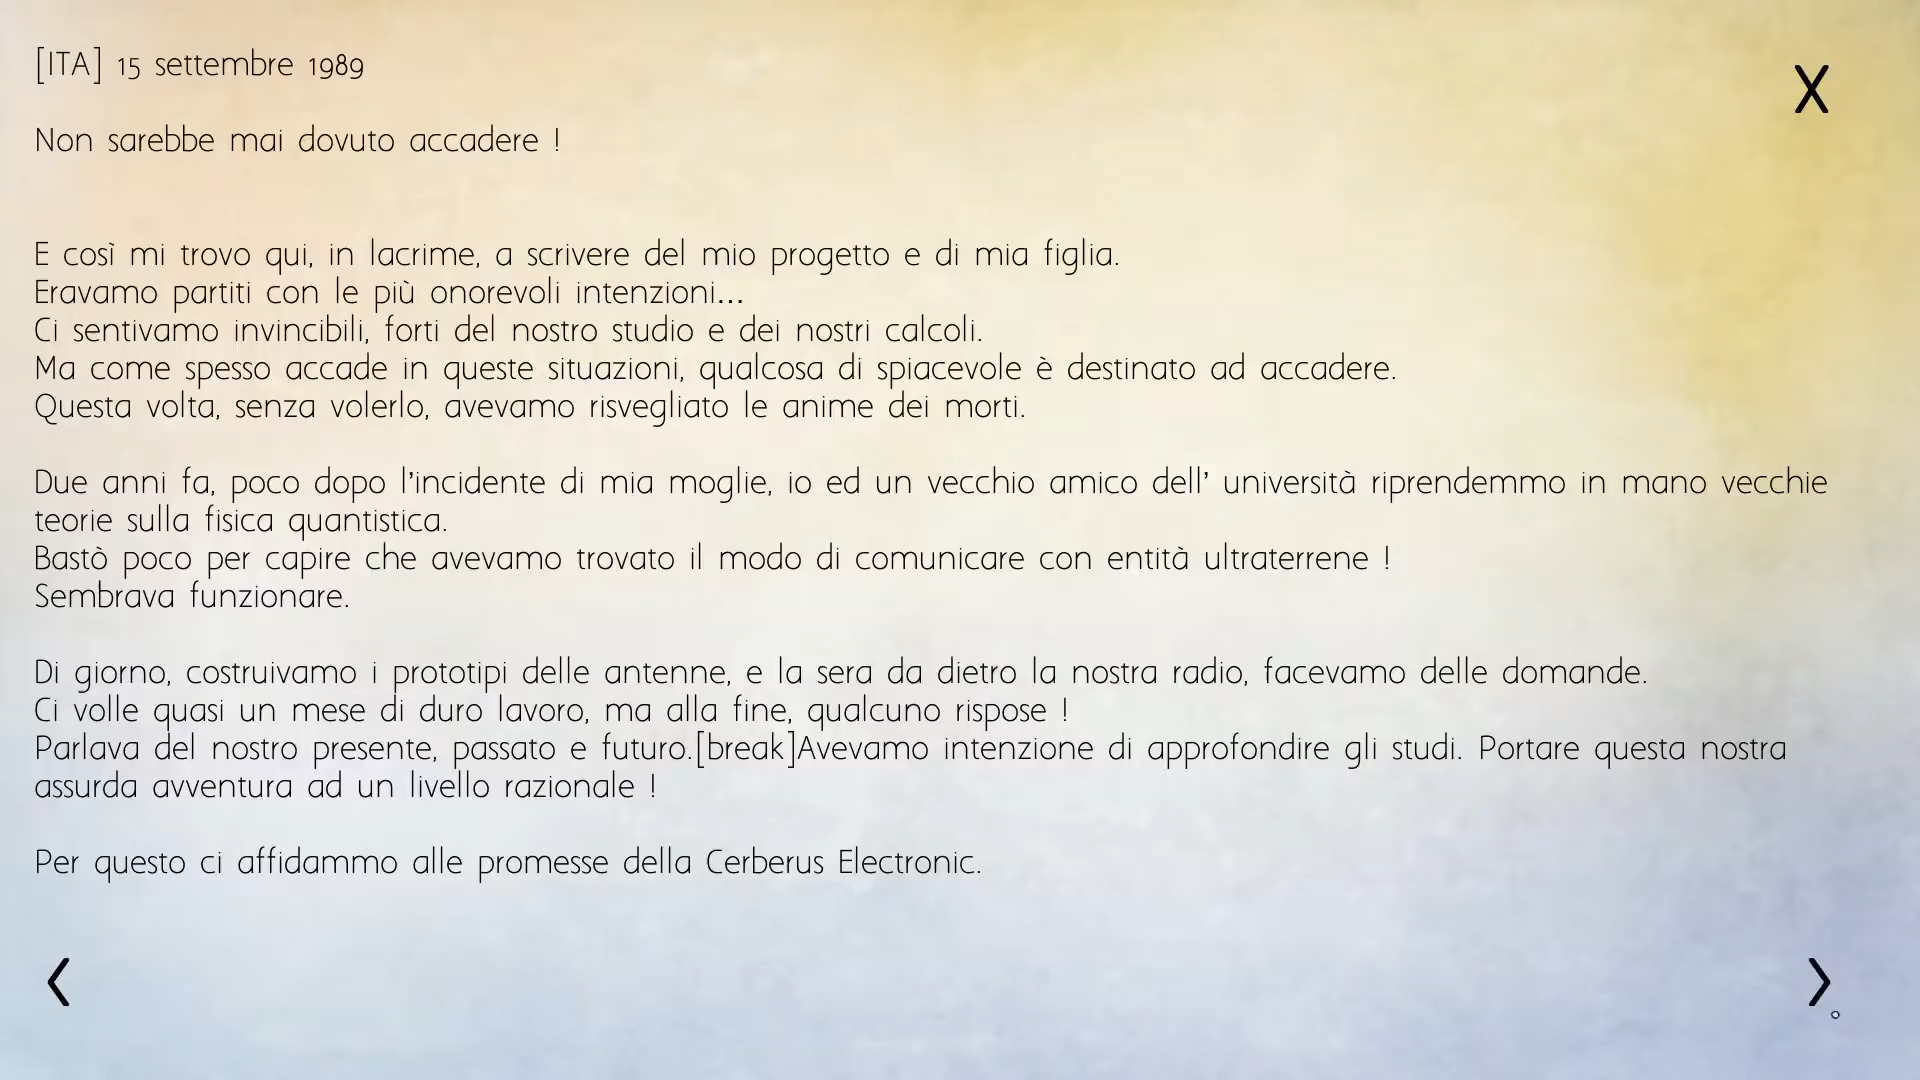 [ITA] 15 settembre 1989
X
Non sarebbe mai dovuto accadere !
E così mi trovo qui, in lacrime, a scrivere del mio progetto e di mia figlia.
Eravamo partiti con le più onorevoli intenzioni...
Ci sentivamo invincibili, forti del nostro studio e dei nostri calcoli.
Ma come spesso accade in queste situazioni, qualcosa di spiacevole è destinato ad accadere.
Questa volta, senza volerlo, avevamo risvegliato le anime dei morti.
Due anni fa, poco dopo l’incidente di mia moglie, io ed un vecchio amico dell’ università riprendemmo in mano vecchie
teorie sulla fisica quantistica.
Bastò poco per capire che avevamo trovato il modo di comunicare con entità ultraterrene !
Sembrava funzionare.
Di giorno, costruivamo i prototipi delle antenne, e la sera da dietro la nostra radio, facevamo delle domande.
Ci volle quasi un mese di duro lavoro, ma alla fine, qualcuno rispose !
Parlava del nostro presente, passato e futuro.[break]Avevamo intenzione di approfondire gli studi. Portare questa nostra
assurda avventura ad un livello razionale !
Per questo ci affidammo alle promesse della Cerberus Electronic.
< >